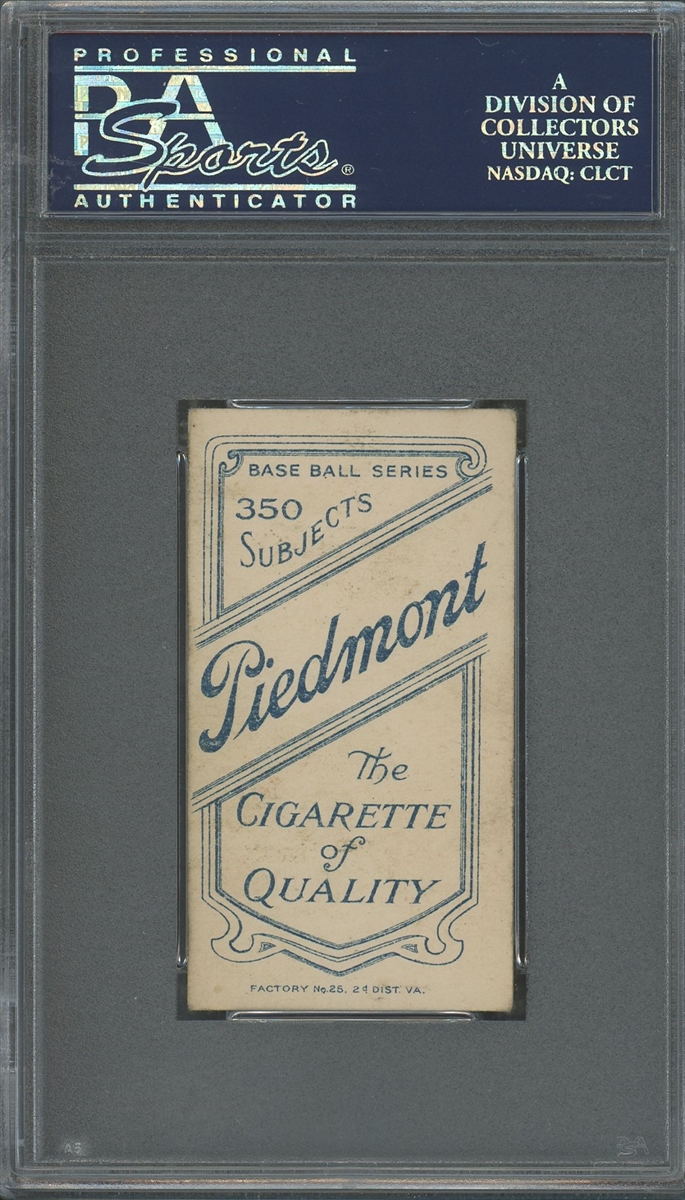 PROFESSIONAL
PSA
Sports®
AUTHENTICATOR
A
DIVISION OF
COLLECTORS
UNIVERSE
NASDAQ: CLCT
BASE BALL SERIES
350
SUBJECTS
Piedmont
The
CIGARETTE
of
QUALITY
FACTORY No. 25, 2d DIST. VA.
PSA